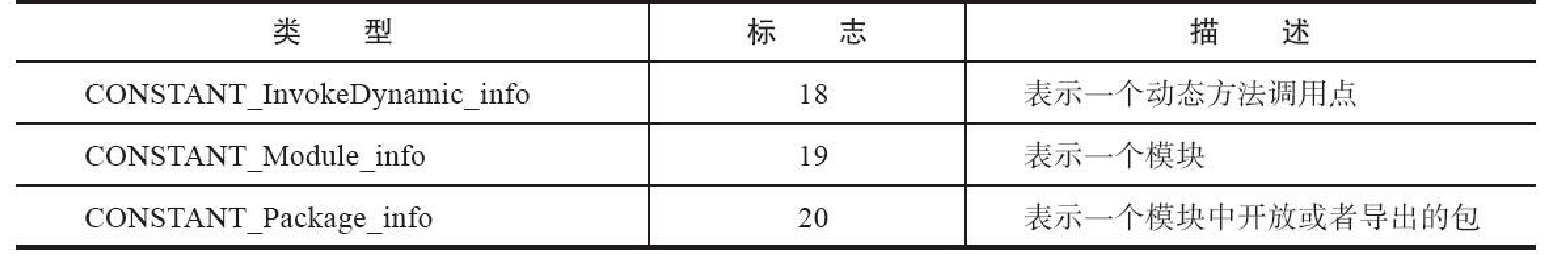 类 型 标 志 描 述
CONSTANT_InvokeDynamic_info 18 表示一个动态方法调用点
CONSTANT_Module_info 19 表示一个模块
CONSTANT_Package_info 20 表示一个模块中开放或者导出的包